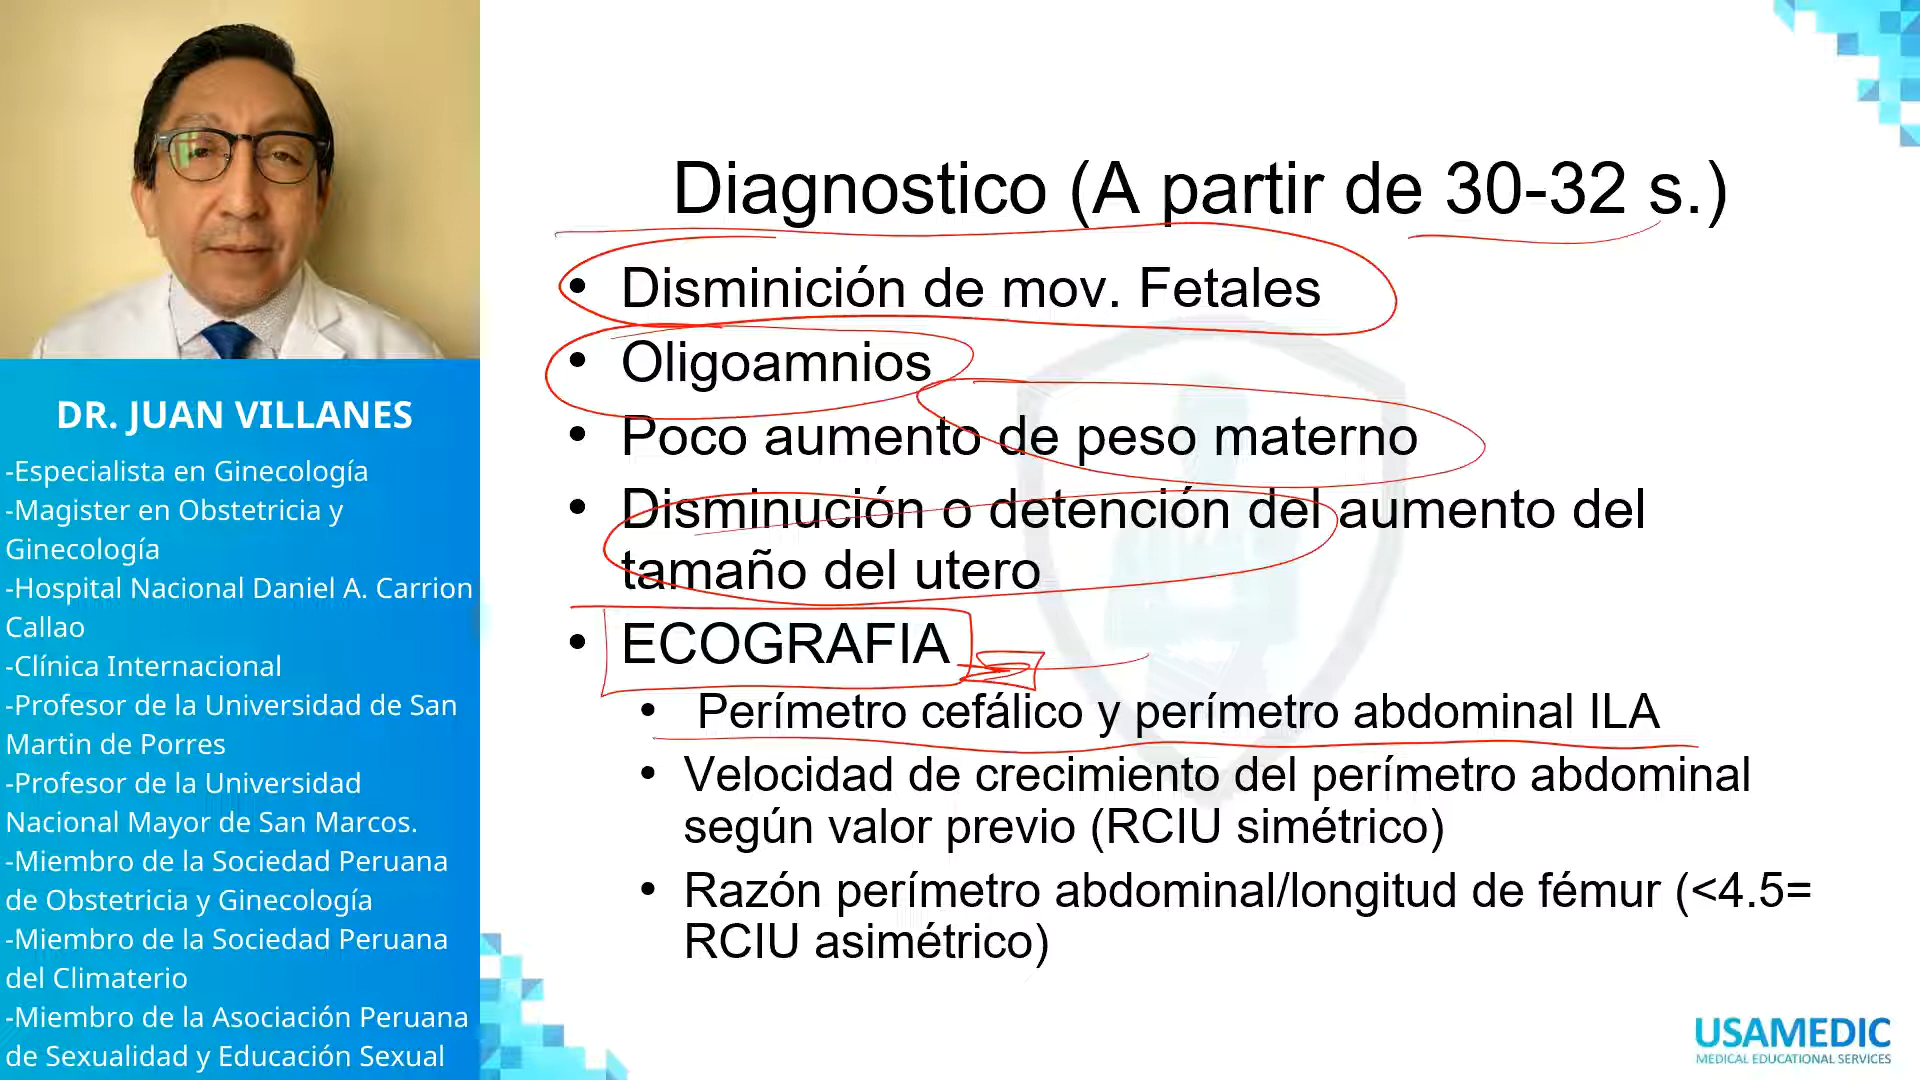 DR. JUAN VILLANES
-Especialista en Ginecología
-Magister en Obstetricia y
Ginecología
-Hospital Nacional Daniel A. Carrion
Callao
-Clínica Internacional
-Profesor de la Universidad de San
Martin de Porres
-Profesor de la Universidad
Nacional Mayor de San Marcos.
-Miembro de la Sociedad Peruana
de Obstetricia y Ginecología
-Miembro de la Sociedad Peruana
del Climaterio
-Miembro de la Asociación Peruana
de Sexualidad y Educación Sexual
Diagnostico (A partir de 30-32 s.)
• Disminición de mov. Fetales
• Oligoamnios
• Poco aumento de peso materno
• Disminución o detención del aumento del
tamaño del utero
• ECOGRAFIA
• Perímetro cefálico y perímetro abdominal ILA
• Velocidad de crecimiento del perímetro abdominal
según valor previo (RCIU simétrico)
• Razón perímetro abdominal/longitud de fémur (<4.5=
RCIU asimétrico)
USAMEDIC
MEDICAL EDUCATIONAL SERVICES